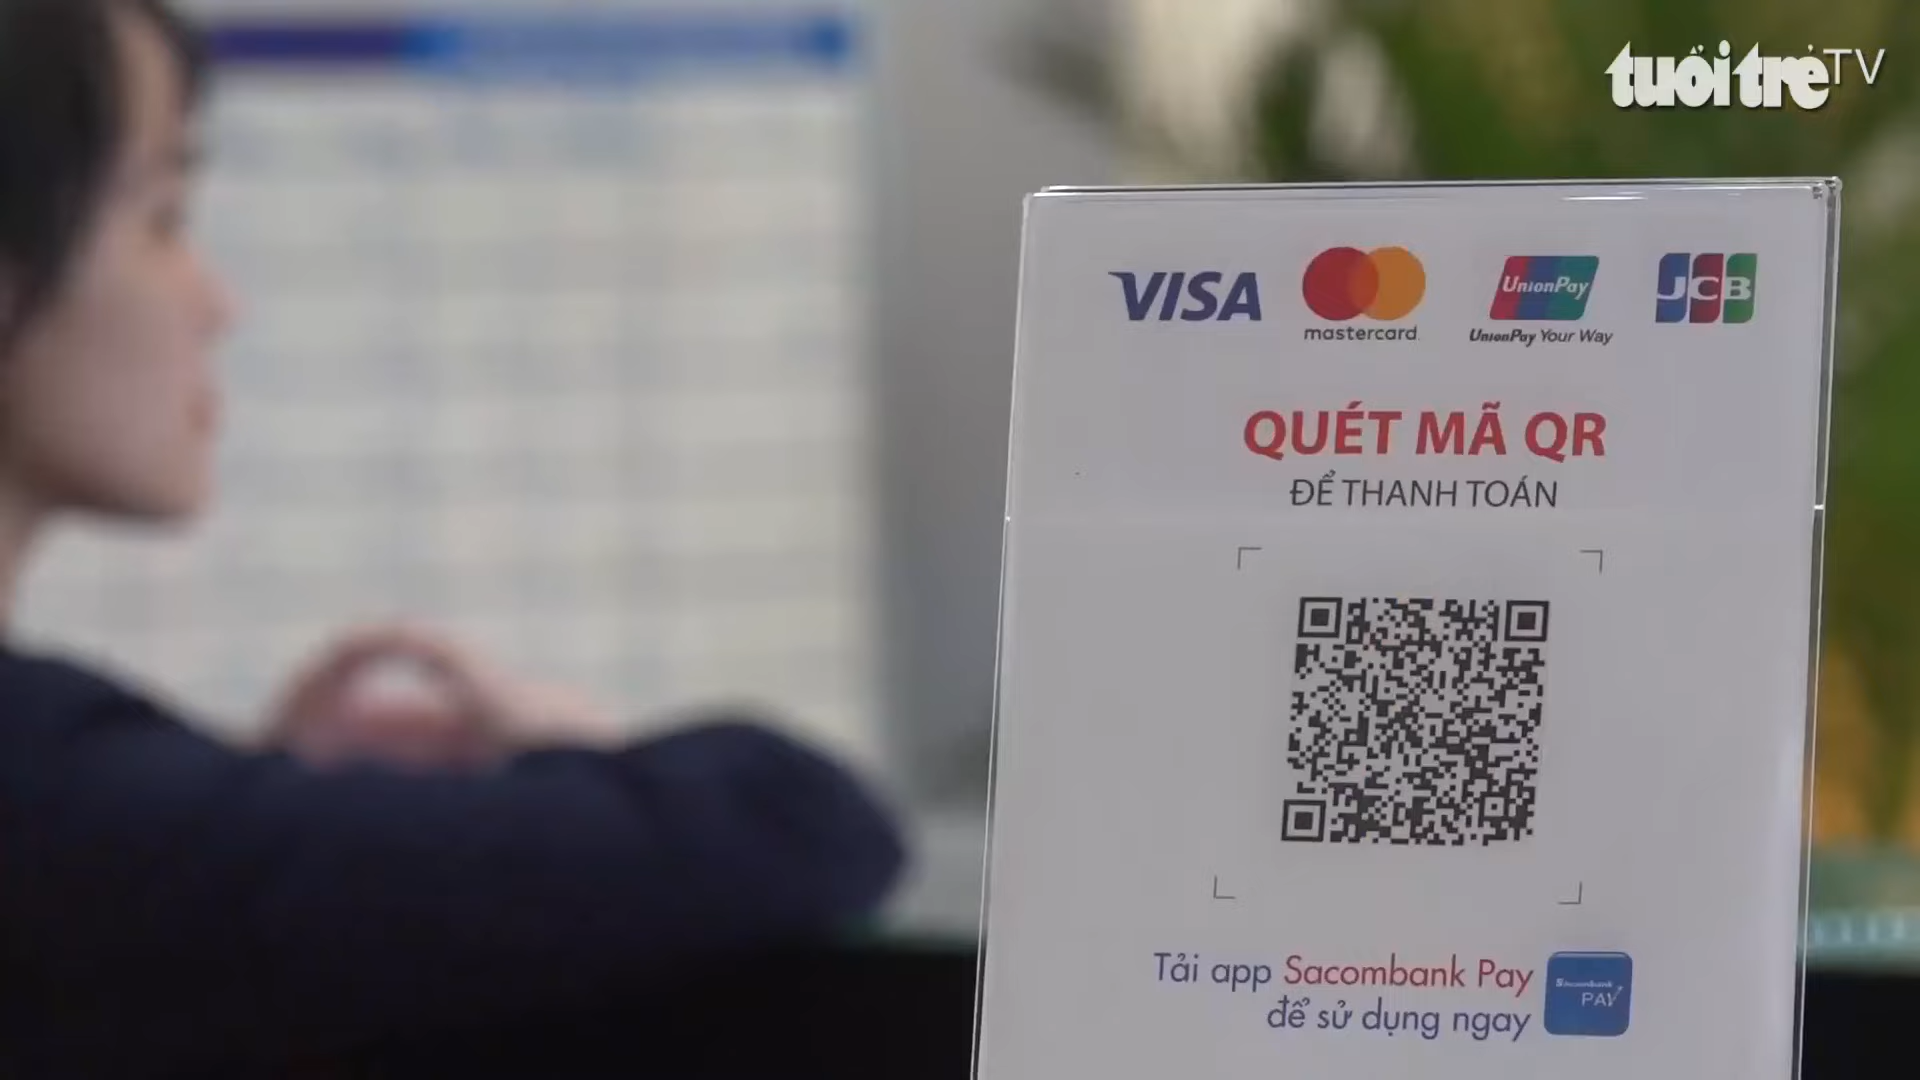 tuổi trẻ TV
VISA
mastercard
UnionPay
UnionPay Your Way
JCB
QUÉT MÃ QR
ĐỂ THANH TOÁN
Tải app Sacombank Pay
để sử dụng ngay
Sacombank
PAY